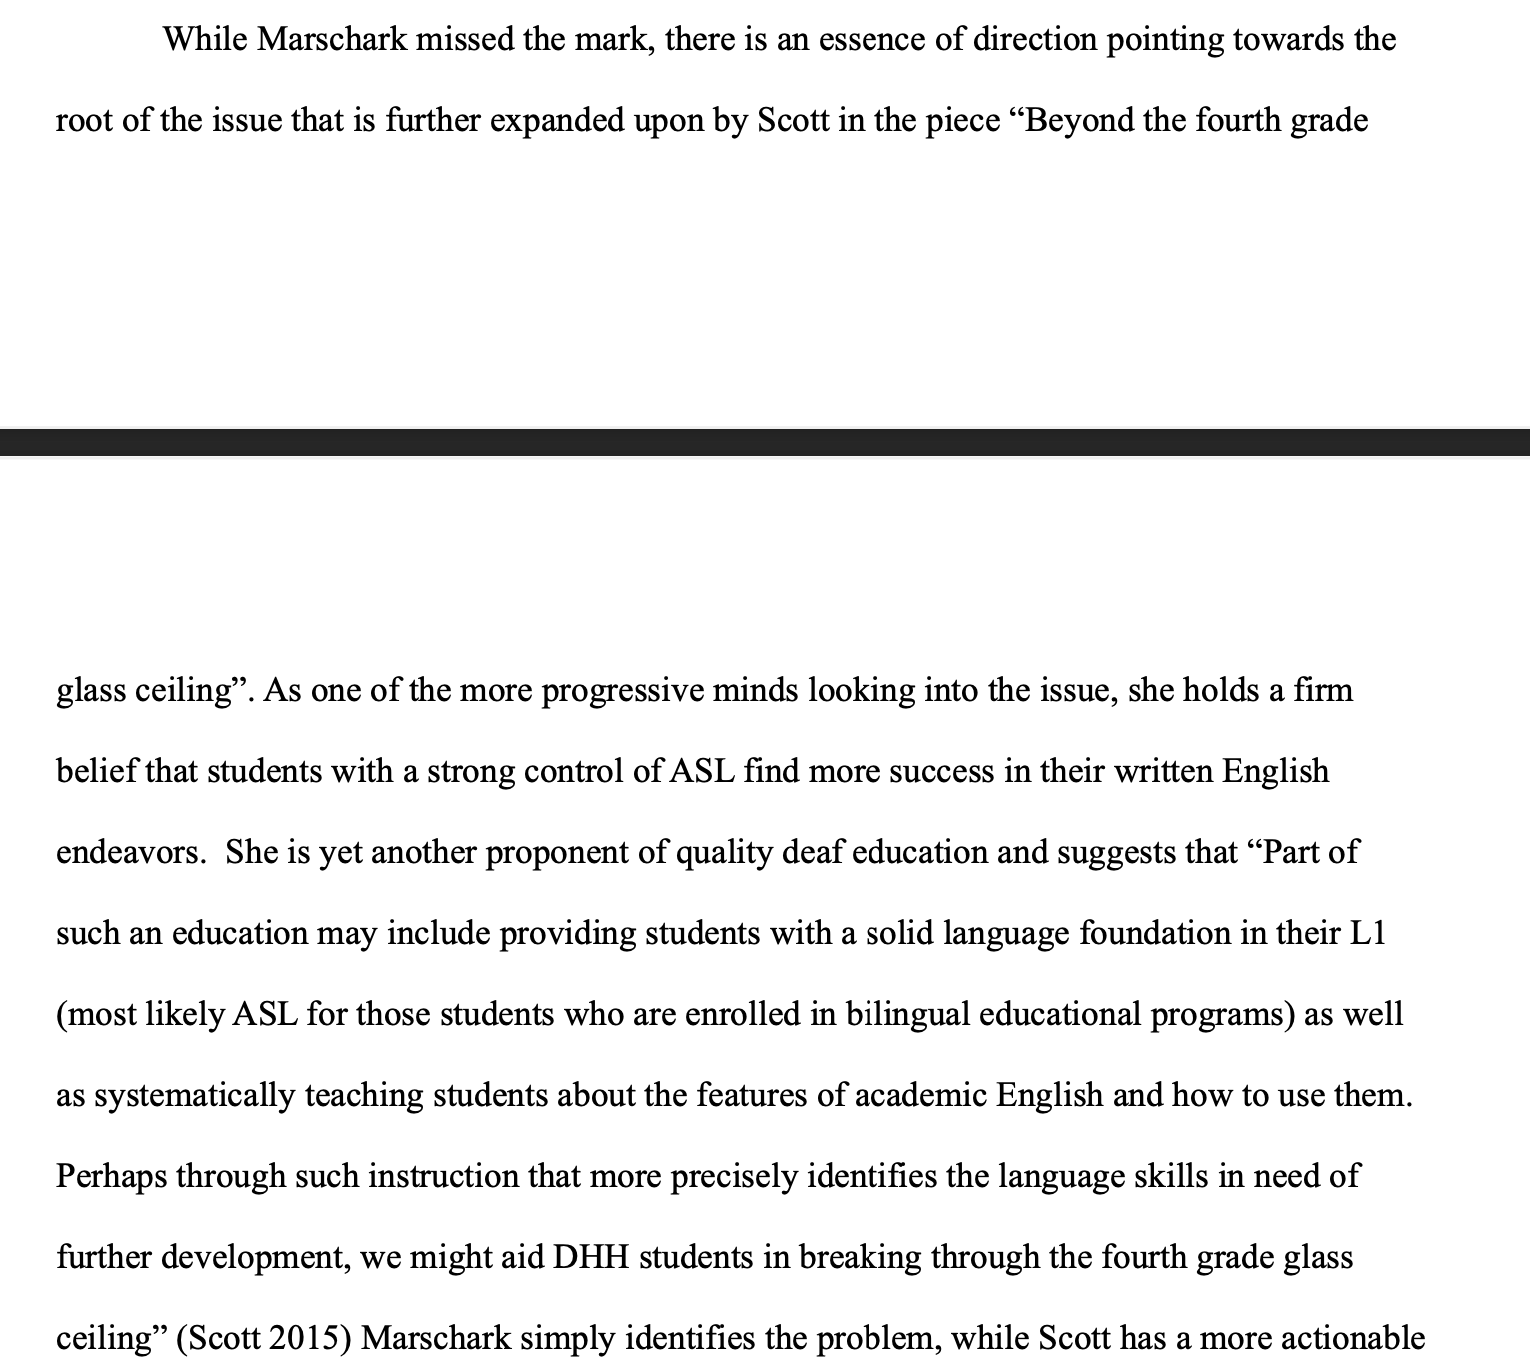 While Marschark missed the mark, there is an essence of direction pointing towards the
root of the issue that is further expanded upon by Scott in the piece “Beyond the fourth grade
glass ceiling”. As one of the more progressive minds looking into the issue, she holds a firm
belief that students with a strong control of ASL find more success in their written English
endeavors.  She is yet another proponent of quality deaf education and suggests that “Part of
such an education may include providing students with a solid language foundation in their L1
(most likely ASL for those students who are enrolled in bilingual educational programs) as well
as systematically teaching students about the features of academic English and how to use them.
Perhaps through such instruction that more precisely identifies the language skills in need of
further development, we might aid DHH students in breaking through the fourth grade glass
ceiling” (Scott 2015) Marschark simply identifies the problem, while Scott has a more actionable